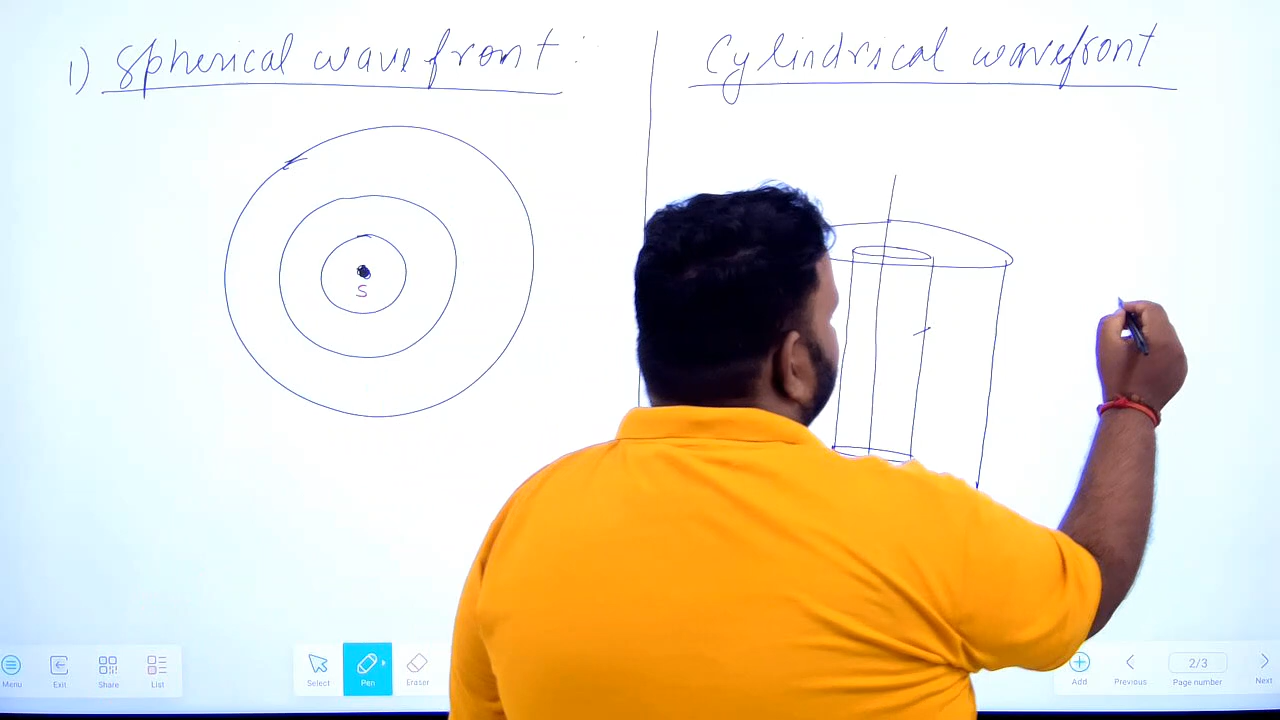 1) Spherical wavefront :
Cylindrical wavefront
S
Menu
Exit
Share
List
Select
Pen
Eraser
Add
Previous
2/3
Page number
Next